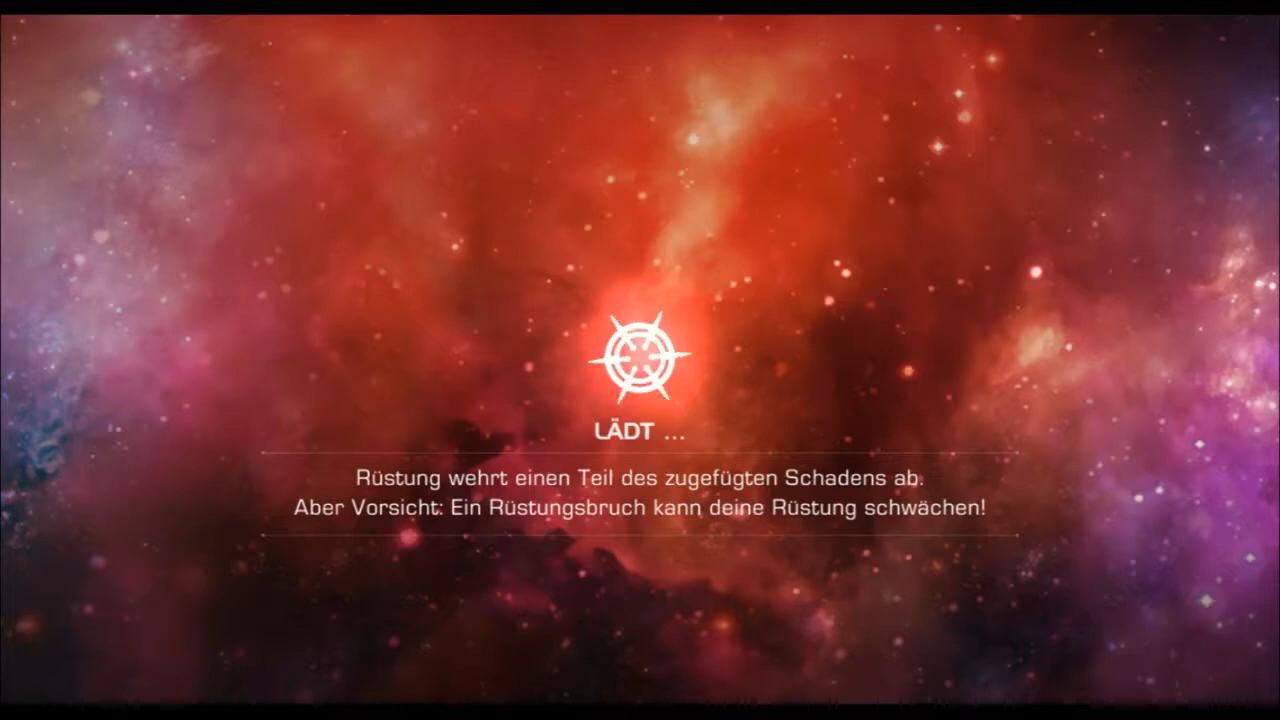 LÄDT ...
Rüstung wehrt einen Teil des zugefügten Schadens ab.
Aber Vorsicht: Ein Rüstungsbruch kann deine Rüstung schwächen!